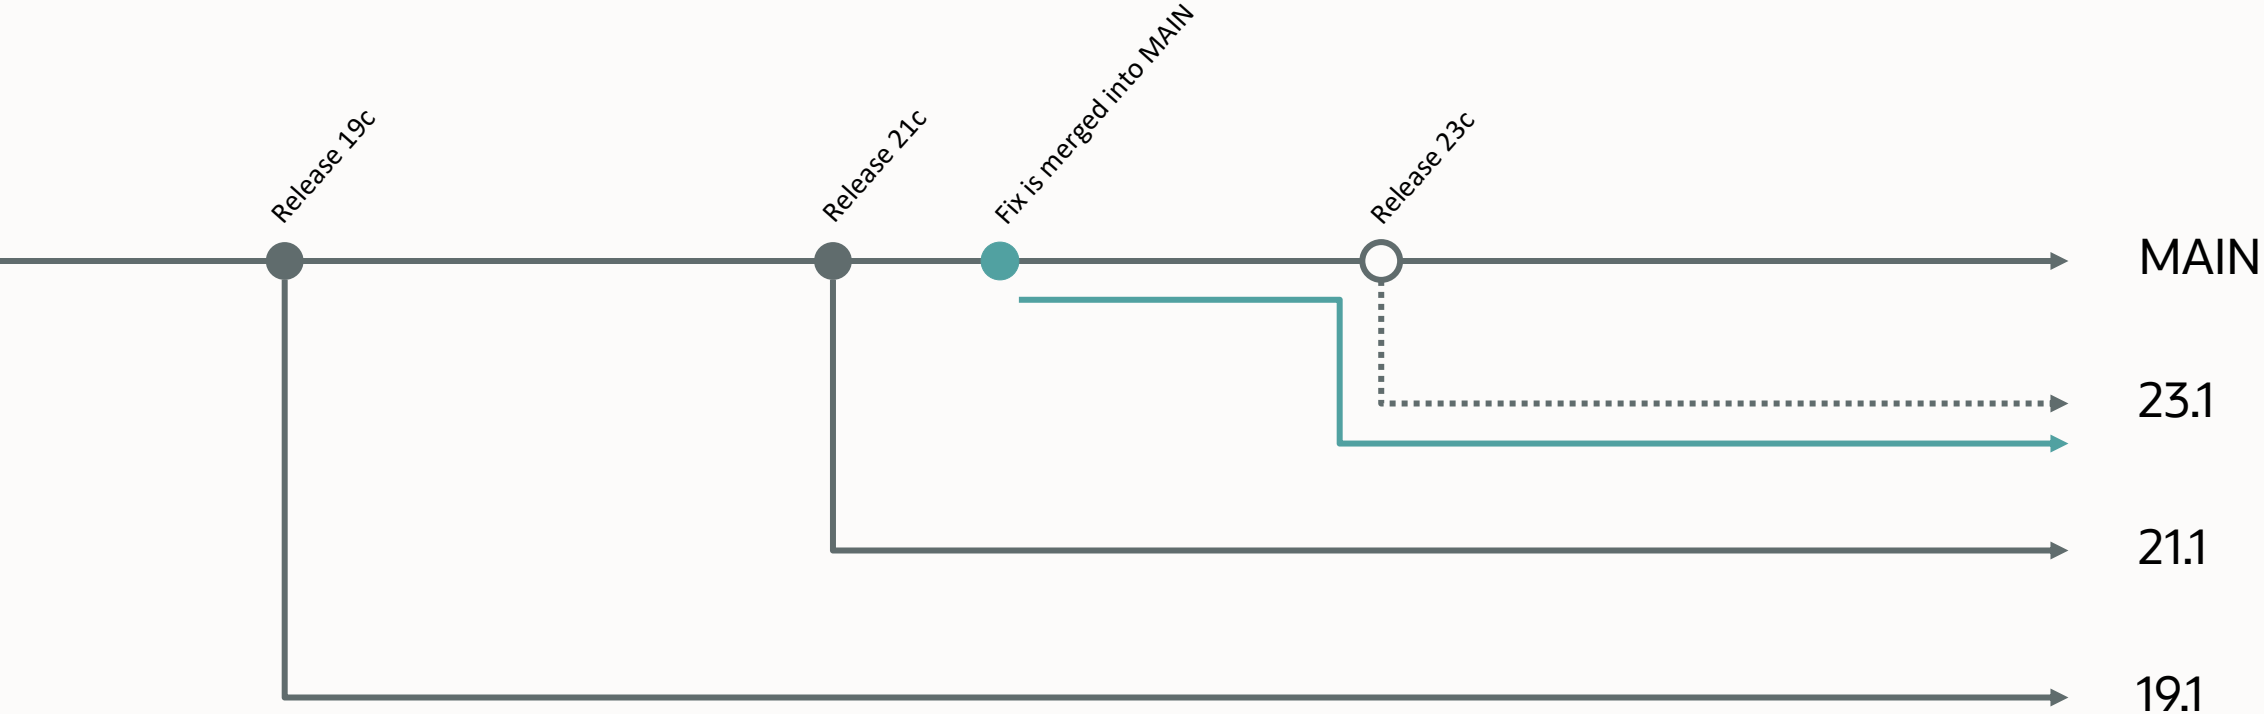 Release 19c
Release 21c
Fix is merged into MAIN
Release 23c
MAIN
23.1
21.1
19.1